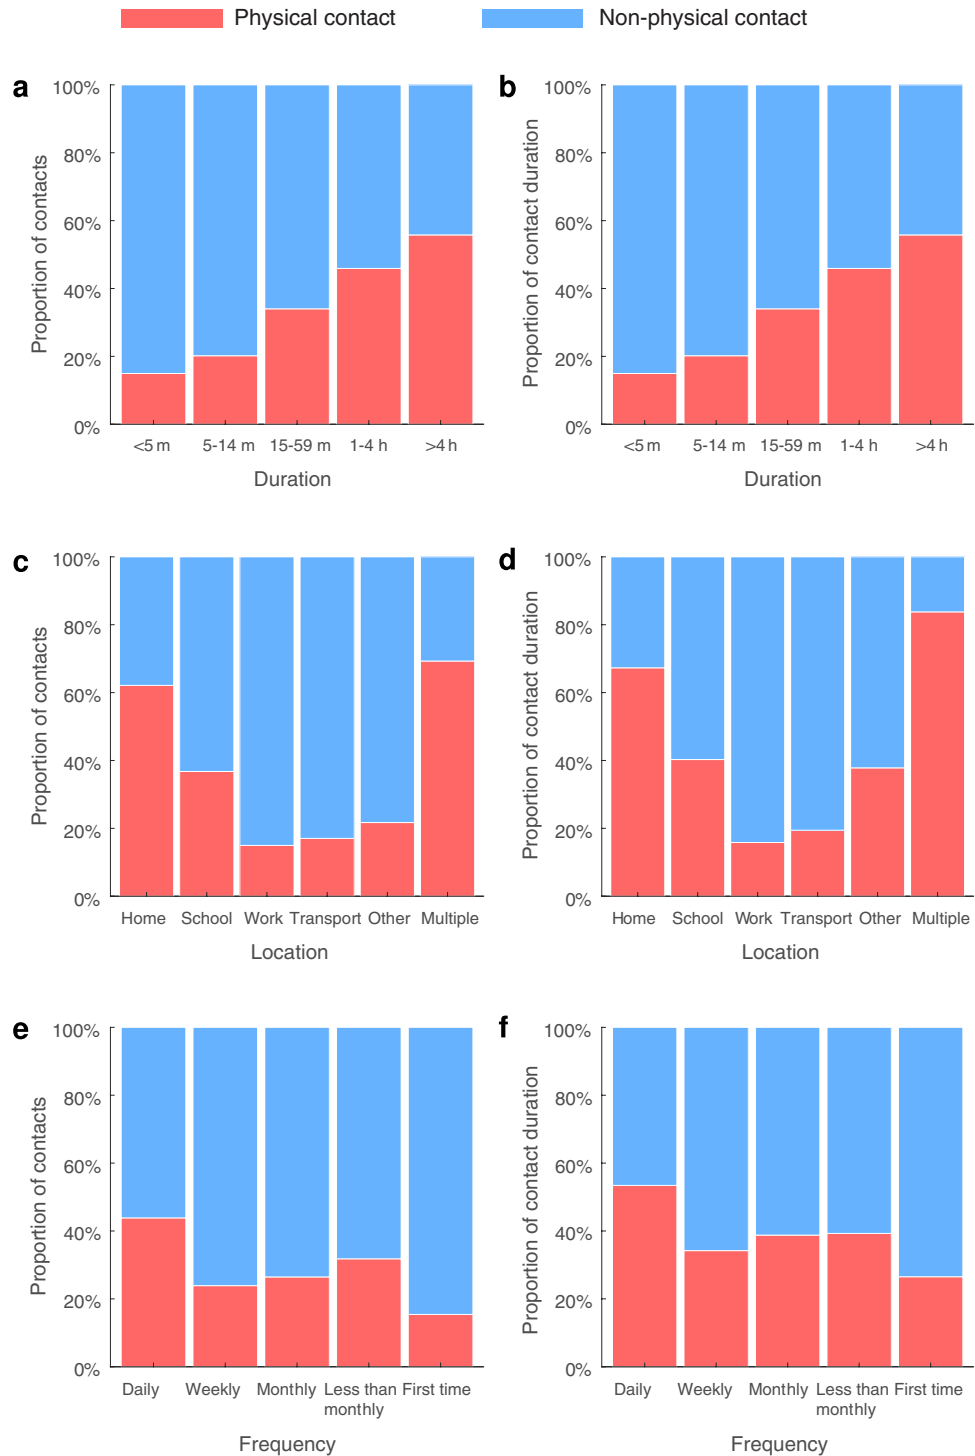 Physical contact
Non-physical contact
a
Proportion of contacts
100%
80%
60%
40%
20%
0%
<5 m
5-14 m
15-59 m
1-4 h
>4 h
Duration
b
Proportion of contact duration
100%
80%
60%
40%
20%
0%
<5 m
5-14 m
15-59 m
1-4 h
>4 h
Duration
c
Proportion of contacts
100%
80%
60%
40%
20%
0%
Home
School
Work
Transport
Other
Multiple
Location
d
Proportion of contact duration
100%
80%
60%
40%
20%
0%
Home
School
Work
Transport
Other
Multiple
Location
e
Proportion of contacts
100%
80%
60%
40%
20%
0%
Daily
Weekly
Monthly
Less than
monthly
First time
Frequency
f
Proportion of contact duration
100%
80%
60%
40%
20%
0%
Daily
Weekly
Monthly
Less than
monthly
First time
Frequency